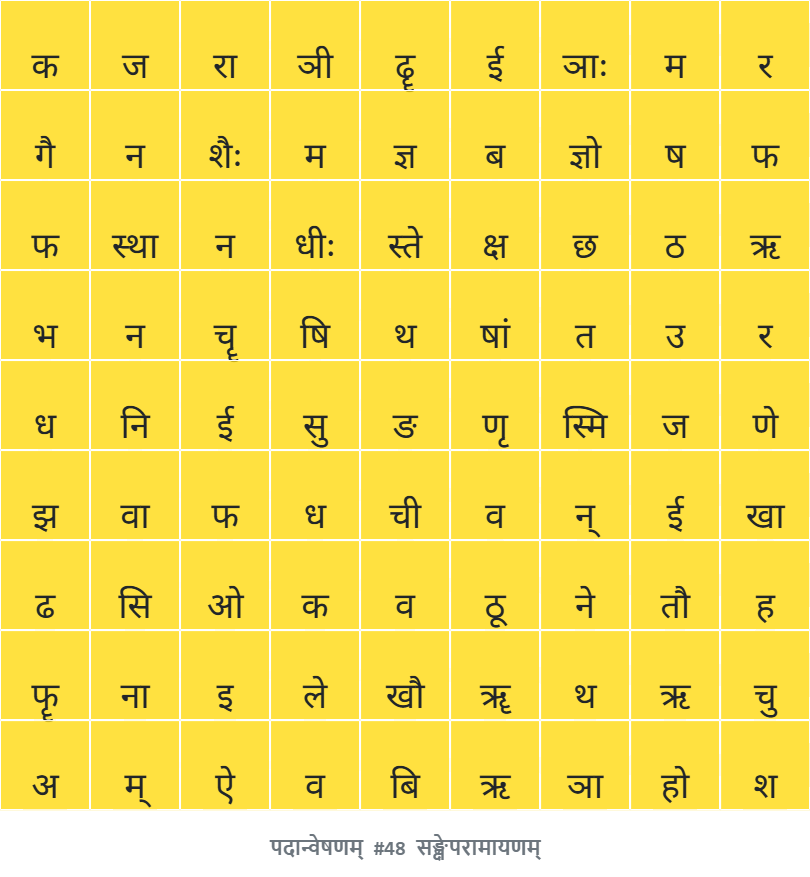 क ज रा ञी ढॄ ई ञाः म र
गै न शैः म ज्ञ ब ज्ञो ष फ
फ स्था न धीः स्ते क्ष छ ठ ऋ
भ न चॄ षि थ षां त उ र
ध नि ई सु ङ णृ स्मि ज णे
झ वा फ ध ची व न् ई खा
ढ सि ओ क व ठू ने तौ ह
फॄ ना इ ले खौ ॠ थ ऋ चु
अ म् ऐ व बि ऋ ञा हो श
पदान्वेषणम् #48 सङ्क्षेपरामायणम्